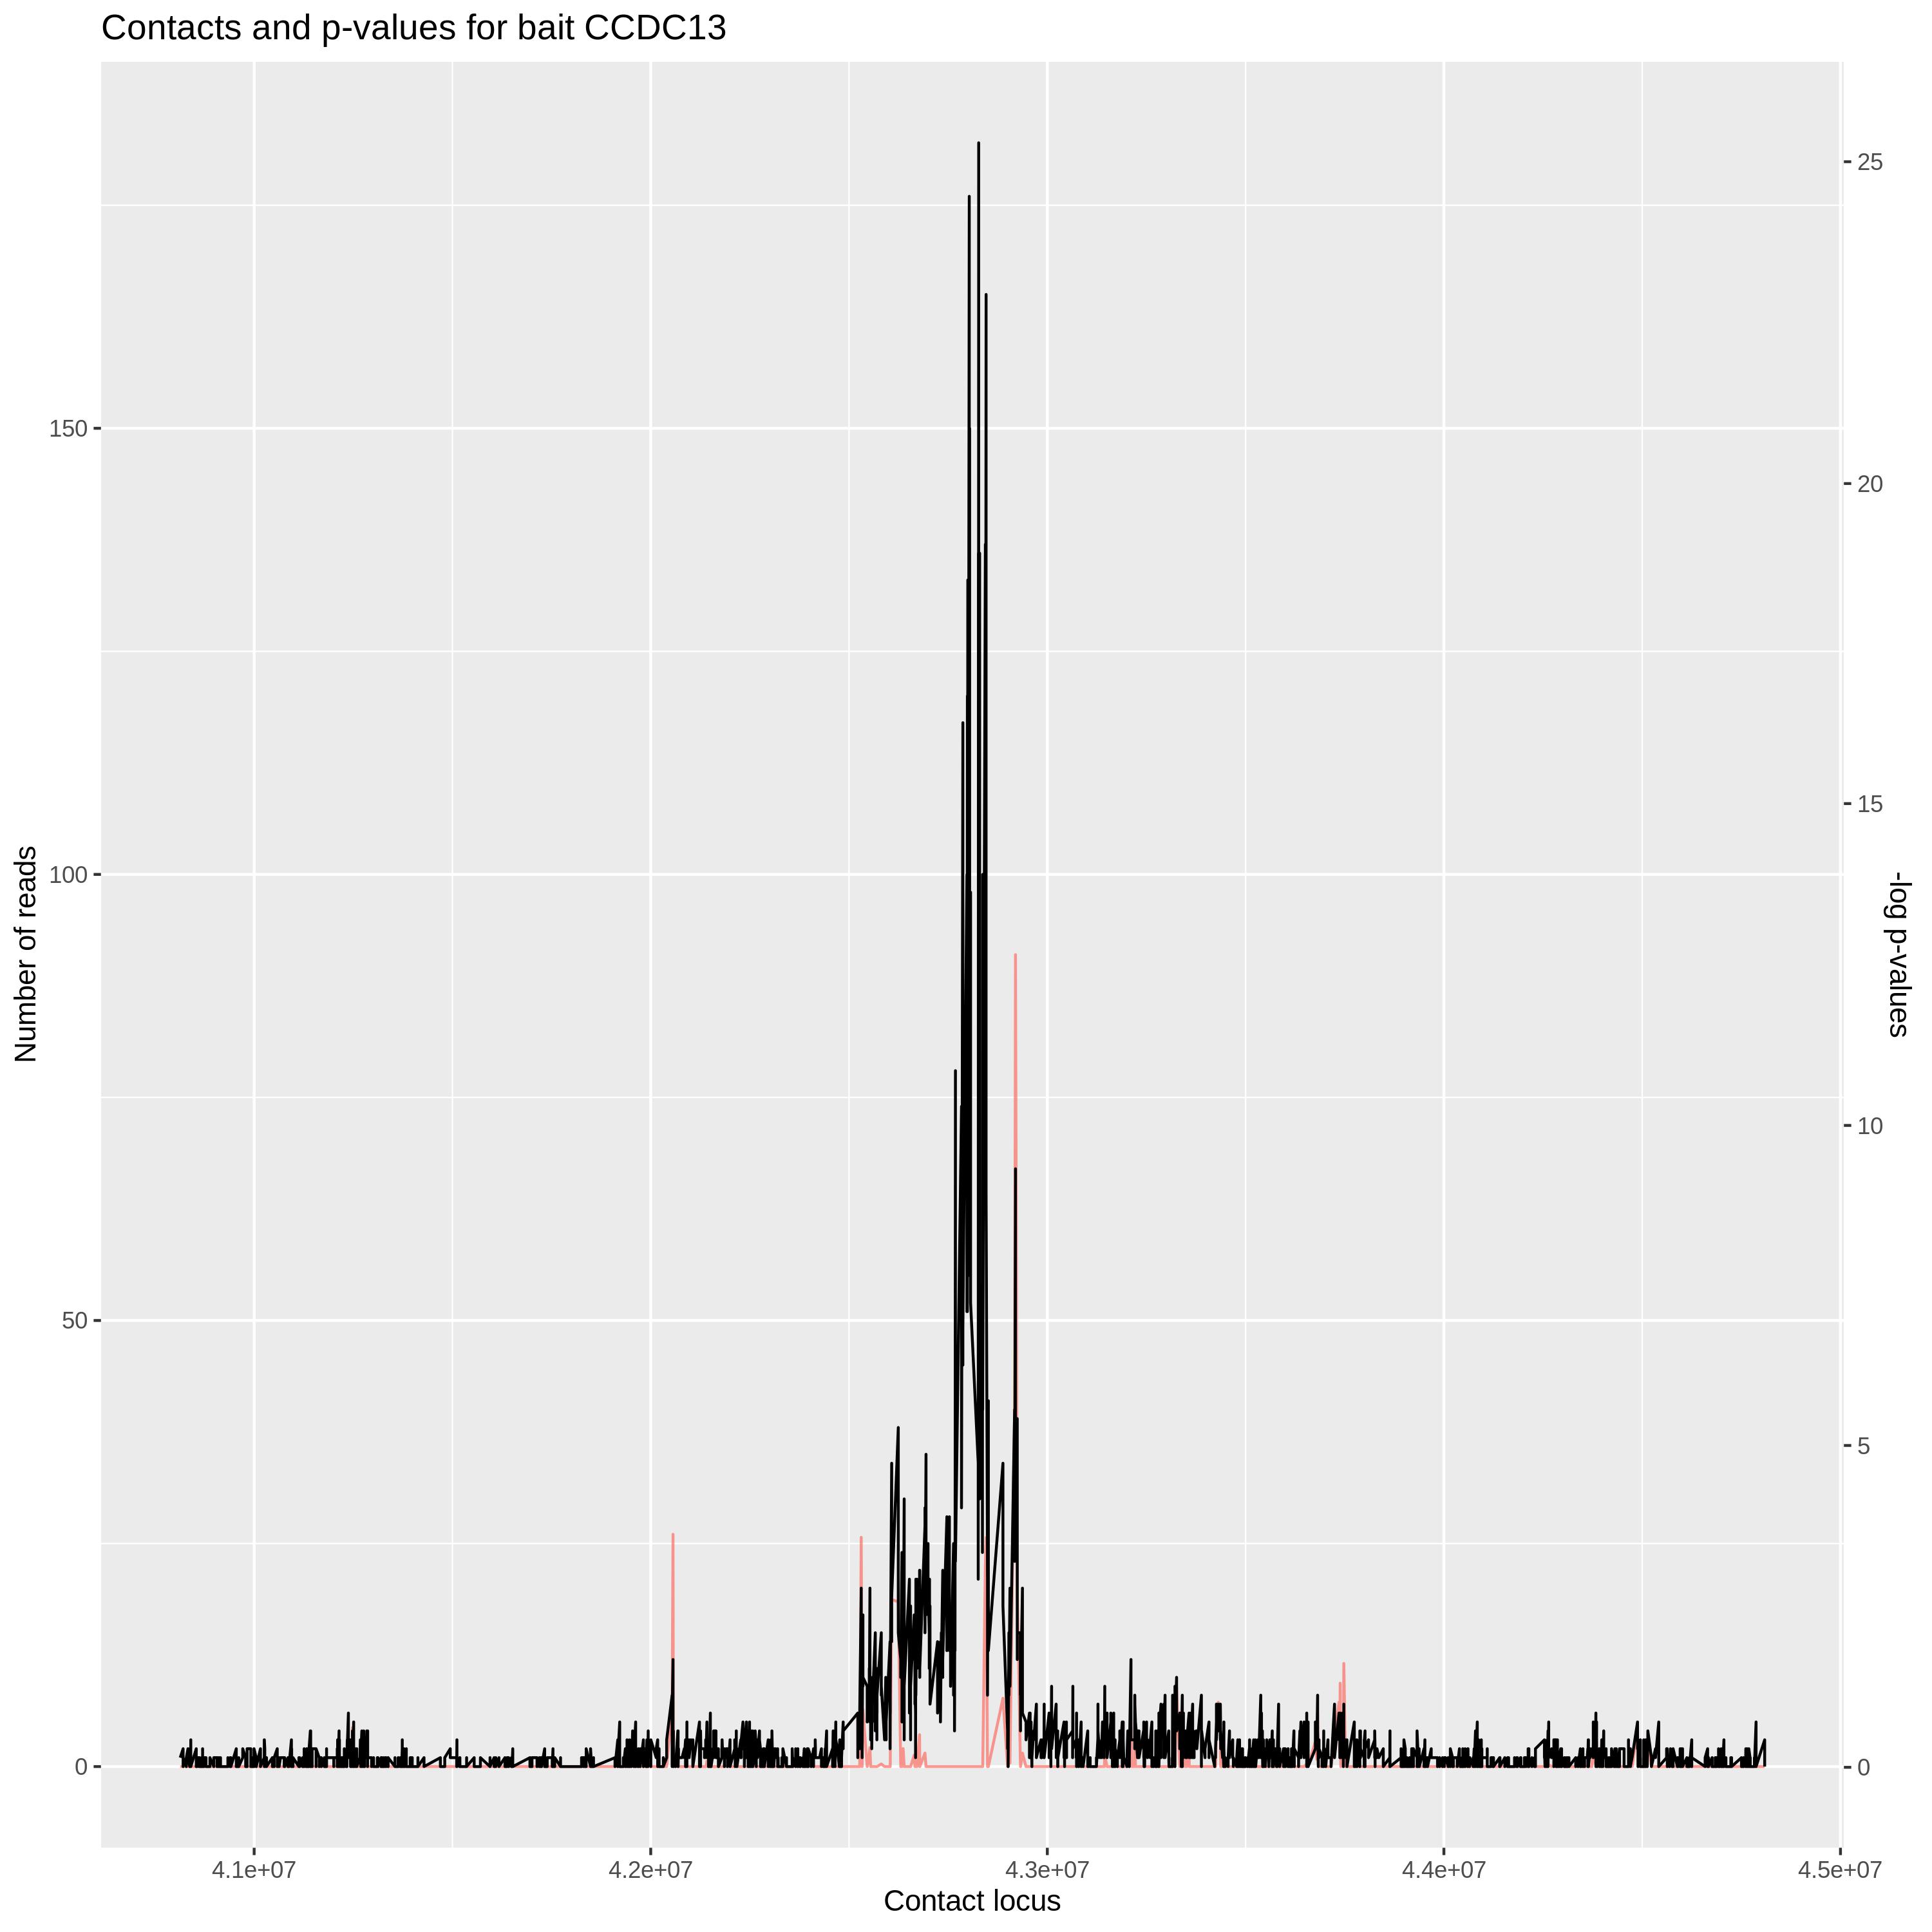 Contacts and p-values for bait CCDC13
150
100
50
0
Number of reads
25
20
15
10
5
0
-log p-values
4.1e+07
4.2e+07
4.3e+07
4.4e+07
4.5e+07
Contact locus